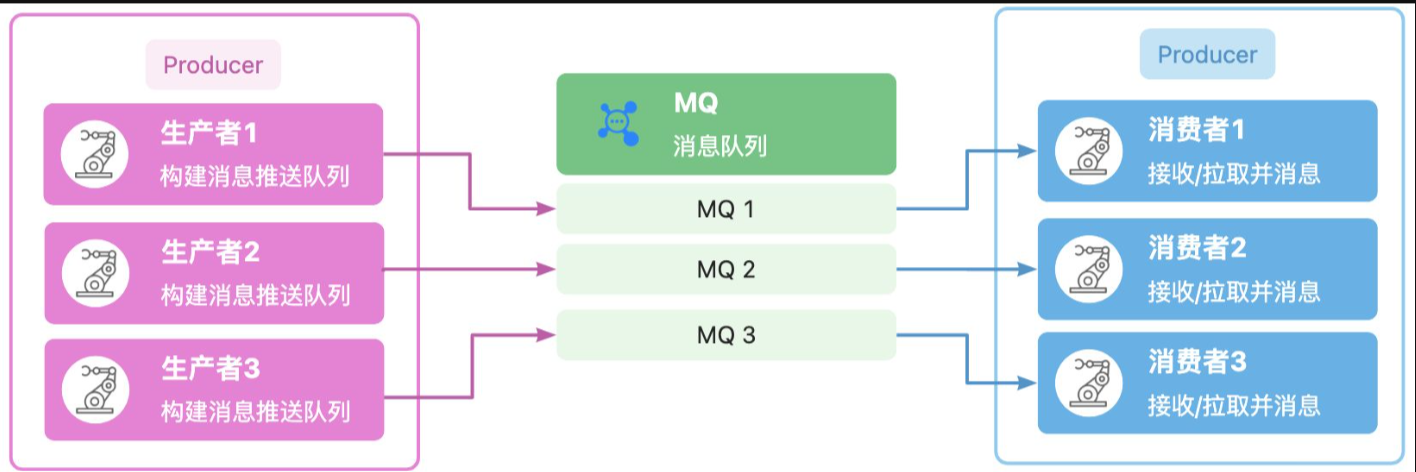 Producer
生产者1
构建消息推送队列
生产者2
构建消息推送队列
生产者3
构建消息推送队列
MQ
消息队列
MQ 1
MQ 2
MQ 3
Producer
消费者1
接收/拉取并消息
消费者2
接收/拉取并消息
消费者3
接收/拉取并消息